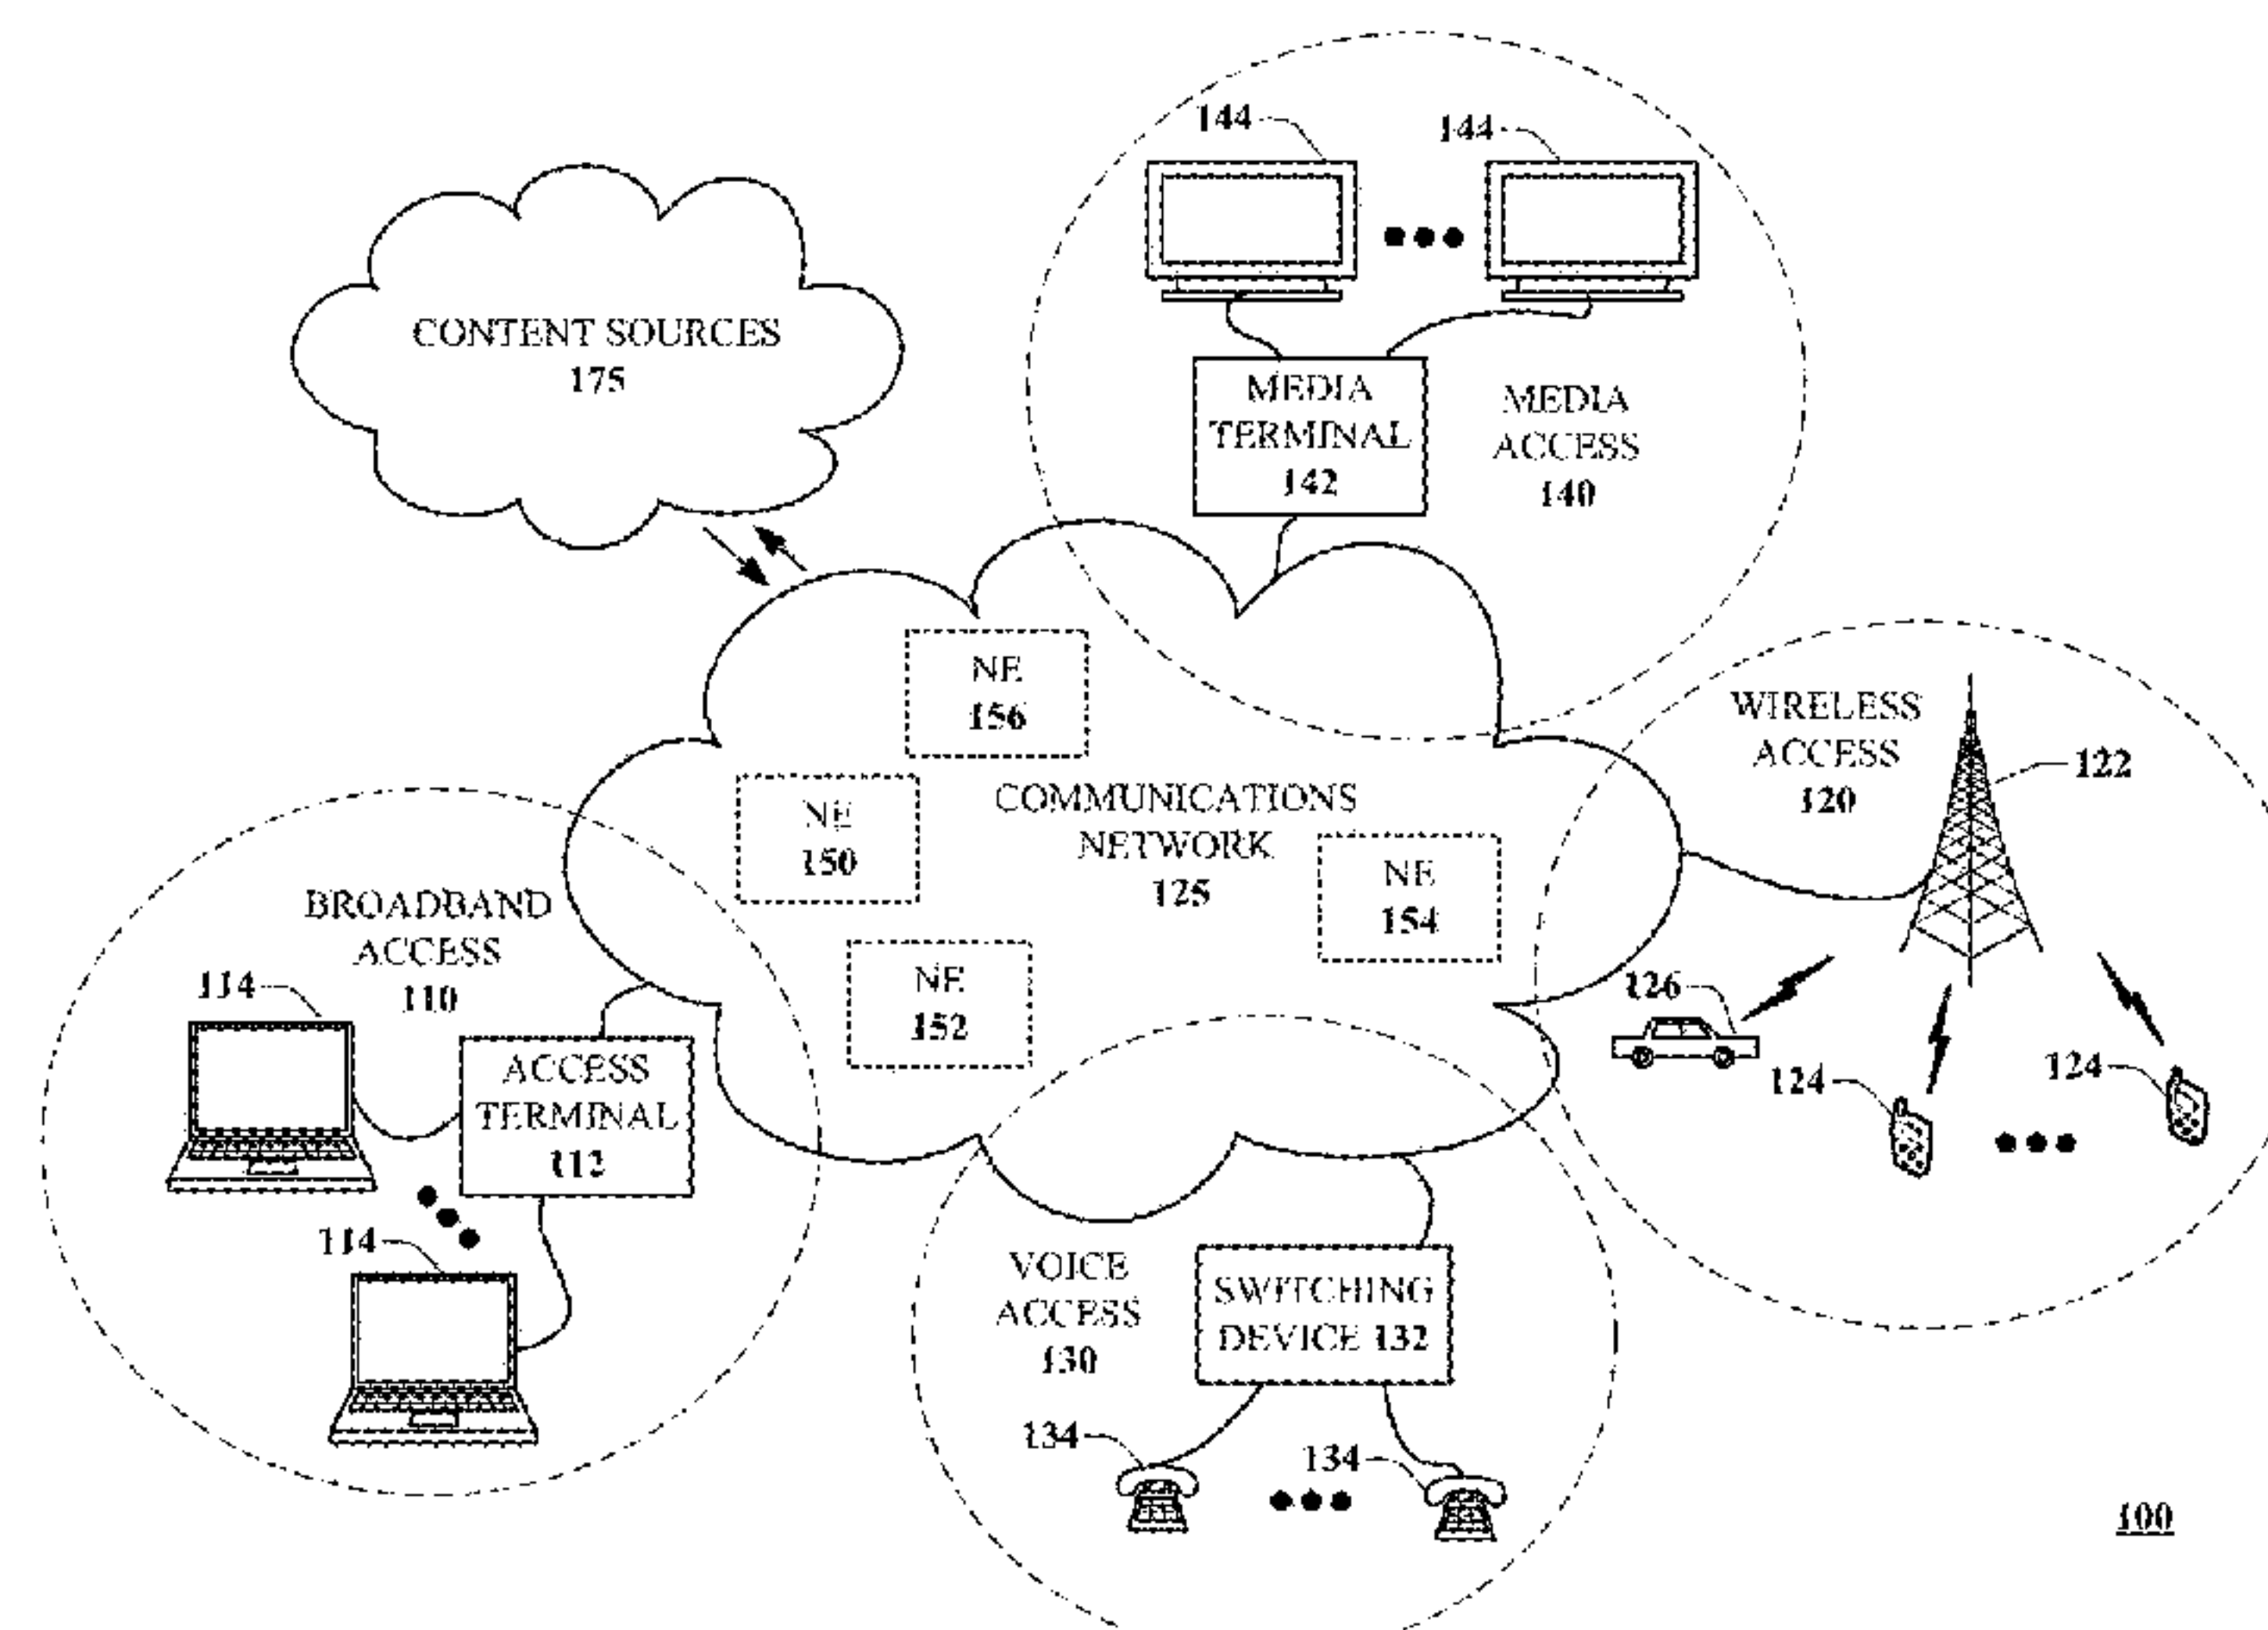 144
144
CONTENT SOURCES
175
MEDIA
TERMINAL
142
MEDIA
ACCESS
140
NE
156
WIRELESS
ACCESS
120
122
NE
150
COMMUNICATIONS
NETWORK
125
NE
154
BROADBAND
ACCESS
110
114
NE
152
126
ACCESS
TERMINAL
112
124
124
114
VOICE
ACCESS
130
SWITCHING
DEVICE 132
134
134
100